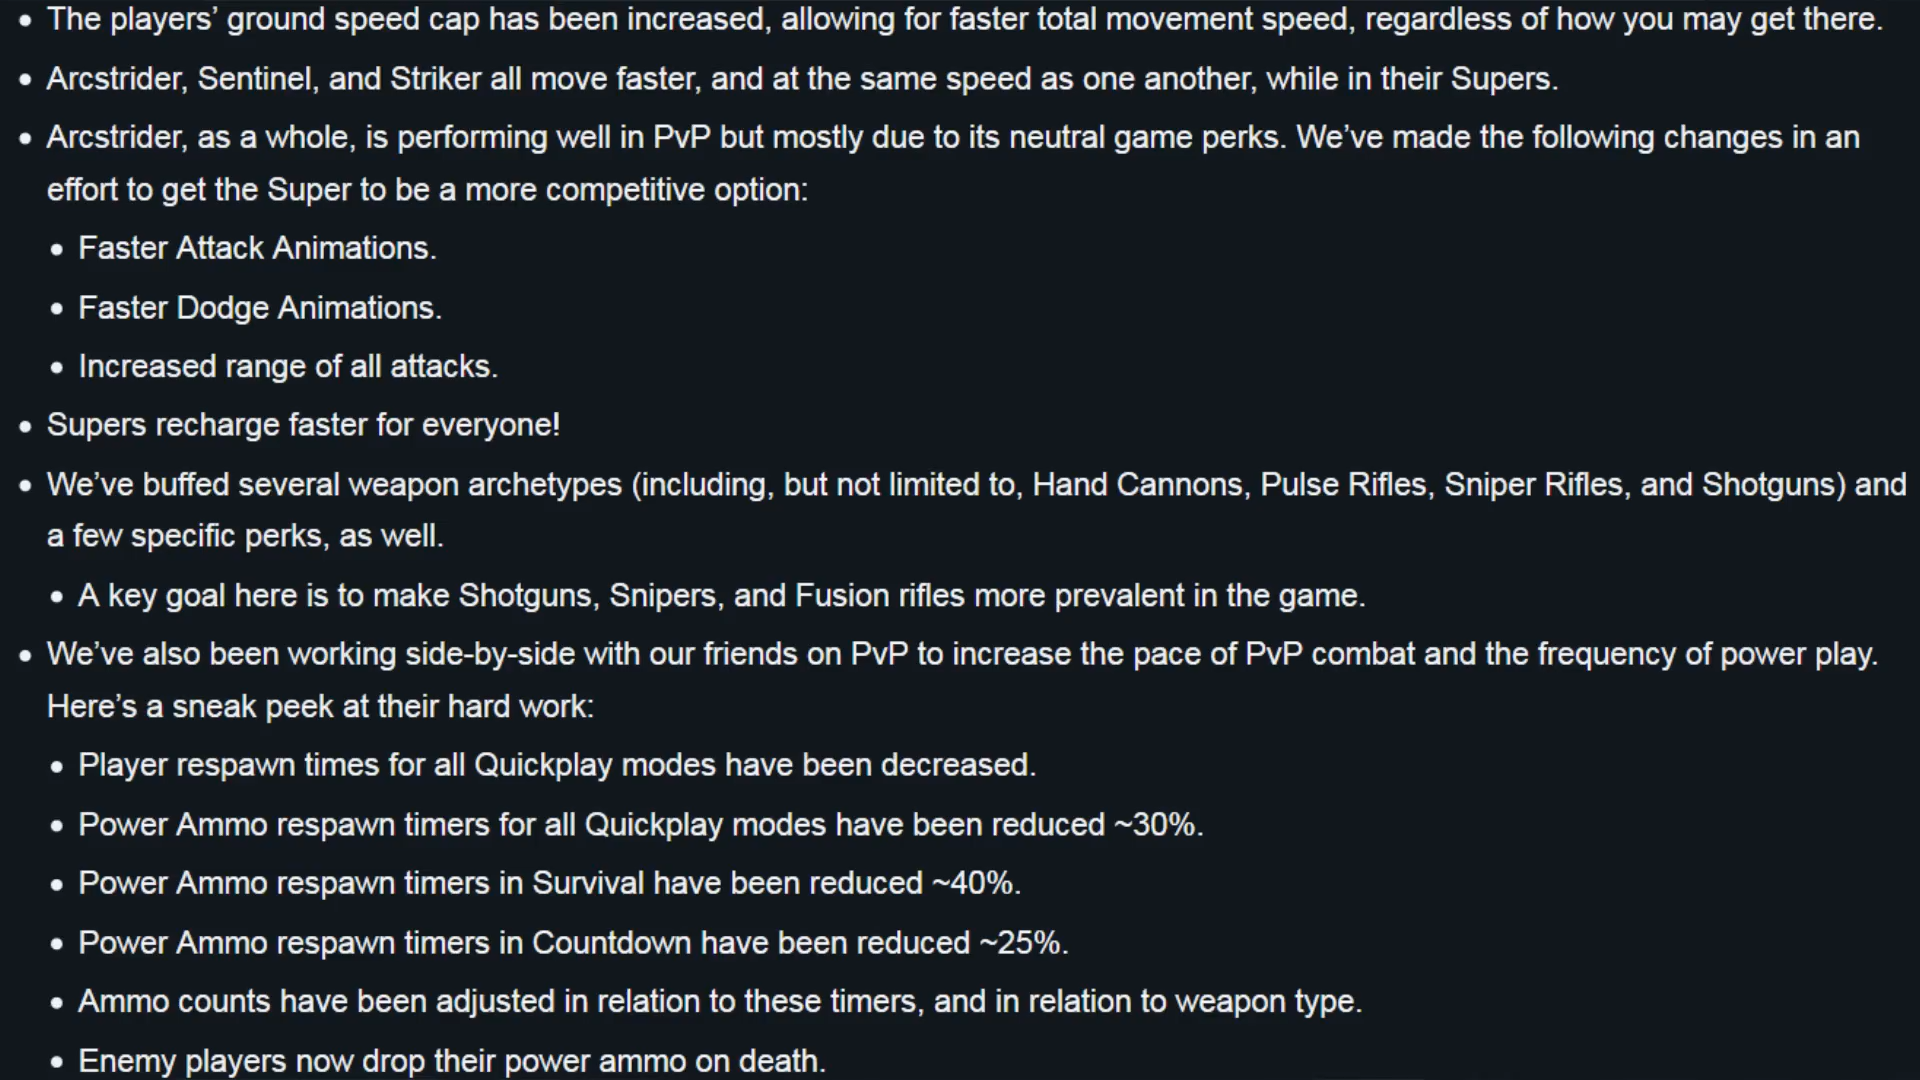 • The players’ ground speed cap has been increased, allowing for faster total movement speed, regardless of how you may get there.
• Arcstrider, Sentinel, and Striker all move faster, and at the same speed as one another, while in their Supers.
• Arcstrider, as a whole, is performing well in PvP but mostly due to its neutral game perks. We’ve made the following changes in an
effort to get the Super to be a more competitive option:
• Faster Attack Animations.
• Faster Dodge Animations.
• Increased range of all attacks.
• Supers recharge faster for everyone!
• We’ve buffed several weapon archetypes (including, but not limited to, Hand Cannons, Pulse Rifles, Sniper Rifles, and Shotguns) and
a few specific perks, as well.
• A key goal here is to make Shotguns, Snipers, and Fusion rifles more prevalent in the game.
• We’ve also been working side-by-side with our friends on PvP to increase the pace of PvP combat and the frequency of power play.
Here’s a sneak peek at their hard work:
• Player respawn times for all Quickplay modes have been decreased.
• Power Ammo respawn timers for all Quickplay modes have been reduced ~30%.
• Power Ammo respawn timers in Survival have been reduced ~40%.
• Power Ammo respawn timers in Countdown have been reduced ~25%.
• Ammo counts have been adjusted in relation to these timers, and in relation to weapon type.
• Enemy players now drop their power ammo on death.